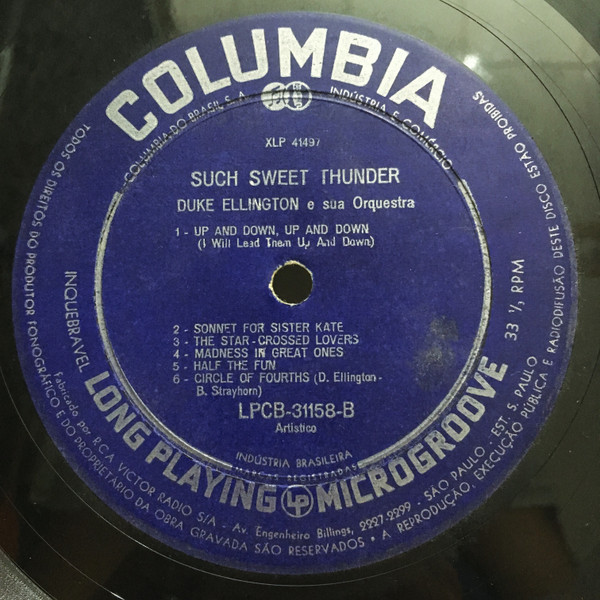 COLUMBIA
COLUMBIA DO BRASIL S. A.
INDÚSTRIA E COMÉRCIO
XLP 41497
SUCH SWEET THUNDER
DUKE ELLINGTON e sua Orquestra
1 - UP AND DOWN, UP AND DOWN
(I Will Lead Them Up And Down)
2 - SONNET FOR SISTER KATE
3 - THE STAR-CROSSED LOVERS
4 - MADNESS IN GREAT ONES
5 - HALF THE FUN
6 - CIRCLE OF FOURTHS (D. Ellington-
B. Strayhorn)
LPCB-31158-B
Artístico
INDÚSTRIA BRASILEIRA
MARCAS REGISTRADAS
INQUEBRAVEL
33 ⅓ RPM
LONG PLAYING LP MICROGROOVE
Fabricado por R.C.A. VICTOR RADIO S/A - Av. Engenheiro Billings, 2227-2299 - SÃO PAULO - EST. S. PAULO
TODOS OS DIREITOS DO PRODUTOR FONOGRÁFICO E DO PROPRIETÁRIO DA OBRA GRAVADA SÃO RESERVADOS • A REPRODUÇÃO, EXECUÇÃO PÚBLICA E RADIODIFUSÃO DESTE DISCO ESTÃO PROIBIDAS